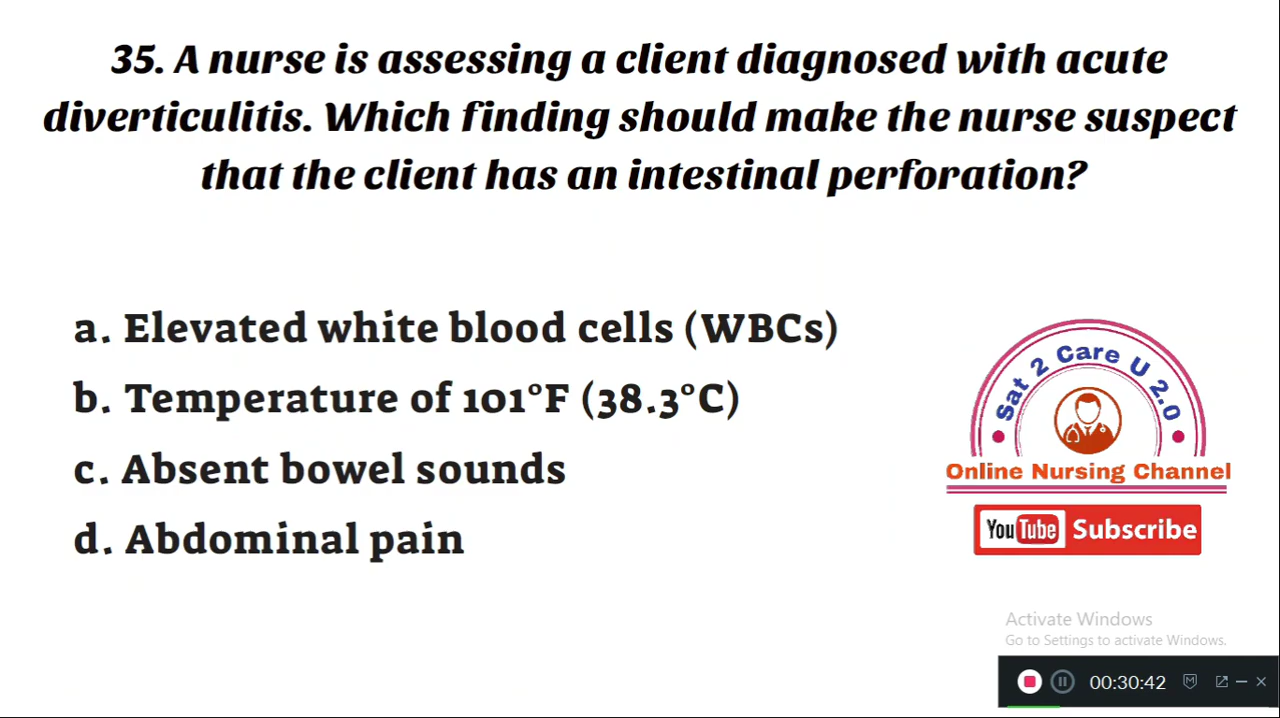 35. A nurse is assessing a client diagnosed with acute
diverticulitis. Which finding should make the nurse suspect
that the client has an intestinal perforation?
a. Elevated white blood cells (WBCs)
b. Temperature of 101°F (38.3°C)
c. Absent bowel sounds
d. Abdominal pain
Sat 2 Care U 2.0
Online Nursing Channel
YouTube Subscribe
Activate Windows
Go to Settings to activate Windows.
00:30:42